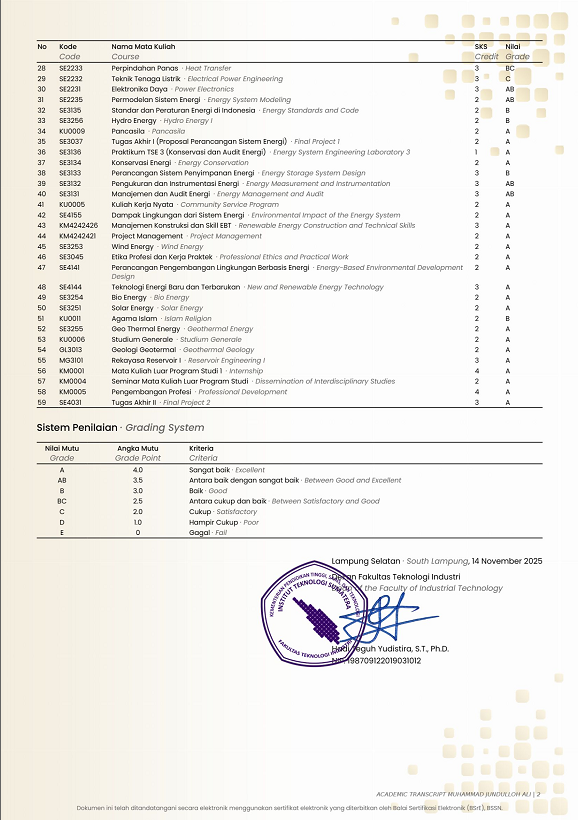 No Kode Nama Mata Kuliah SKS Nilai
Code Course Credit Grade
28 SE2233 Perpindahan Panas · Heat Transfer 3 BC
29 SE2232 Teknik Tenaga Listrik · Electrical Power Engineering 3 C
30 SE2231 Elektronika Daya · Power Electronics 3 AB
31 SE2235 Permodelan Sistem Energi · Energy System Modeling 2 AB
32 SE3135 Standar dan Peraturan Energi di Indonesia · Energy Standards and Code 2 B
33 SE3256 Hydro Energy · Hydro Energy I 2 B
34 KU0009 Pancasila · Pancasila 2 A
35 SE3037 Tugas Akhir I (Proposal Perancangan Sistem Energi) · Final Project 1 2 A
36 SE3136 Praktikum TSE 3 (Konservasi dan Audit Energi) · Energy System Engineering Laboratory 3 1 A
37 SE3134 Konservasi Energi · Energy Conservation 2 A
38 SE3133 Perancangan Sistem Penyimpanan Energi · Energy Storage System Design 3 B
39 SE3132 Pengukuran dan Instrumentasi Energi · Energy Measurement and Instrumentation 3 AB
40 SE3131 Manajemen dan Audit Energi · Energy Management and Audit 3 AB
41 KU0005 Kuliah Kerja Nyata · Community Service Program 2 A
42 SE4155 Dampak Lingkungan dari Sistem Energi · Environmental Impact of the Energy System 2 A
43 KM4242426 Manajemen Konstruksi dan Skill EBT · Renewable Energy Construction and Technical Skills 3 A
44 KM4242421 Project Management · Project Management 2 A
45 SE3253 Wind Energy · Wind Energy 2 A
46 SE3045 Etika Profesi dan Kerja Praktek · Professional Ethics and Practical Work 2 A
47 SE4141 Perancangan Pengembangan Lingkungan Berbasis Energi · Energy-Based Environmental Development 2 A
Design
48 SE4144 Teknologi Energi Baru dan Terbarukan · New and Renewable Energy Technology 3 A
49 SE3254 Bio Energy · Bio Energy 2 A
50 SE3251 Solar Energy · Solar Energy 2 A
51 KU0011 Agama Islam · Islam Religion 2 B
52 SE3255 Geo Thermal Energy · Geothermal Energy 2 A
53 KU0006 Studium Generale · Studium Generale 2 A
54 GL3013 Geologi Geotermal · Geothermal Geology 2 A
55 MG3101 Rekayasa Reservoir I · Reservoir Engineering I 3 A
56 KM0001 Mata Kuliah Luar Program Studi 1 · Internship 4 A
57 KM0004 Seminar Mata Kuliah Luar Program Studi · Dissemination of Interdisciplinary Studies 2 A
58 KM0005 Pengembangan Profesi · Professional Development 4 A
59 SE4031 Tugas Akhir II · Final Project 2 3 A
Sistem Penilaian · Grading System
Nilai Mutu Angka Mutu Kriteria
Grade Grade Point Criteria
A 4.0 Sangat baik · Excellent
AB 3.5 Antara baik dengan sangat baik · Between Good and Excellent
B 3.0 Baik · Good
BC 2.5 Antara cukup dan baik · Between Satisfactory and Good
C 2.0 Cukup · Satisfactory
D 1.0 Hampir Cukup · Poor
E 0 Gagal · Fail
Lampung Selatan · South Lampung, 14 November 2025
Dekan Fakultas Teknologi Industri
of the Faculty of Industrial Technology
INSTITUT TEKNOLOGI SUMATERA
FAKULTAS TEKNOLOGI INDUSTRI
Hadi Teguh Yudistira, S.T., Ph.D.
NIP. 198709122019031012
ACADEMIC TRANSCRIPT MUHAMMAD JUNDULLOH ALI | 2
Dokumen ini telah ditandatangani secara elektronik menggunakan sertifikat elektronik yang diterbitkan oleh Balai Sertifikasi Elektronik (BSrE), BSSN.